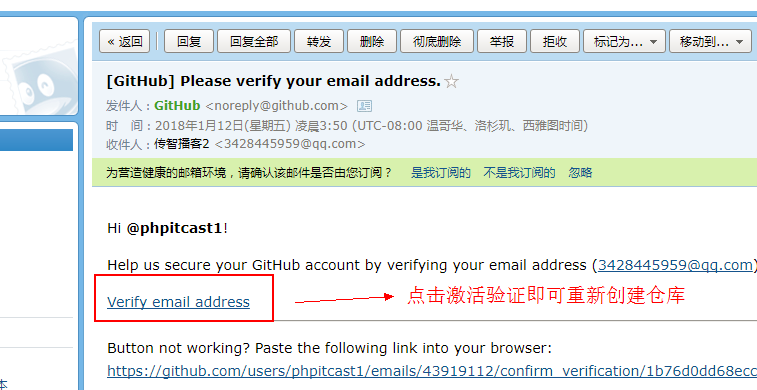 « 返回 回复 回复全部 转发 删除 彻底删除 举报 拒收 标记为... 移动到...
[GitHub] Please verify your email address.
发件人：GitHub <noreply@github.com>
时　间：2018年1月12日(星期五) 凌晨3:50 (UTC-08:00 温哥华、洛杉矶、西雅图时间)
收件人：传智播客2 <3428445959@qq.com>
为营造健康的邮箱环境，请确认该邮件是否由您订阅？ 是我订阅的 不是我订阅的 忽略
Hi @phpitcast1!
Help us secure your GitHub account by verifying your email address (3428445959@qq.com)
Verify email address 点击激活验证即可重新创建仓库
Button not working? Paste the following link into your browser:
https://github.com/users/phpitcast1/emails/43919112/confirm_verification/1b76d0dd68ecc
本